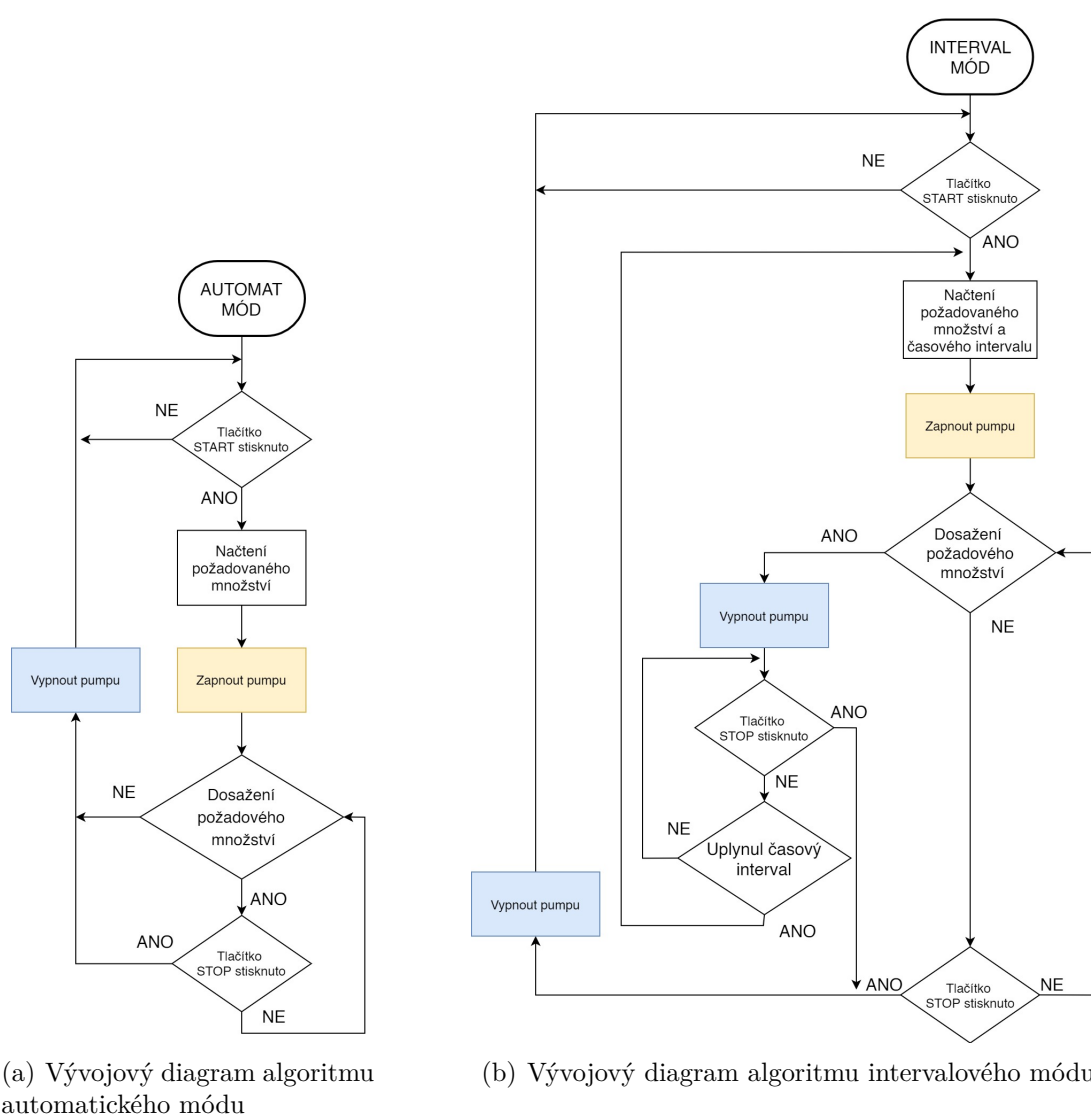 AUTOMAT
MÓD
NE
Tlačítko
START stisknuto
ANO
Načtení
požadovaného
množství
Vypnout pumpu
Zapnout pumpu
NE
Dosažení
požadového
množství
ANO
ANO
Tlačítko
STOP stisknuto
NE
(a) Vývojový diagram algoritmu
automatického módu
INTERVAL
MÓD
NE
Tlačítko
START stisknuto
ANO
Načtení
požadovaného
množství a
časového intervalu
Zapnout pumpu
ANO
Dosažení
požadového
množství
NE
Vypnout pumpu
Tlačítko
STOP stisknuto
ANO
NE
NE
Uplynul časový
interval
ANO
Vypnout pumpu
ANO
Tlačítko
STOP stisknuto
NE
(b) Vývojový diagram algoritmu intervalového módu